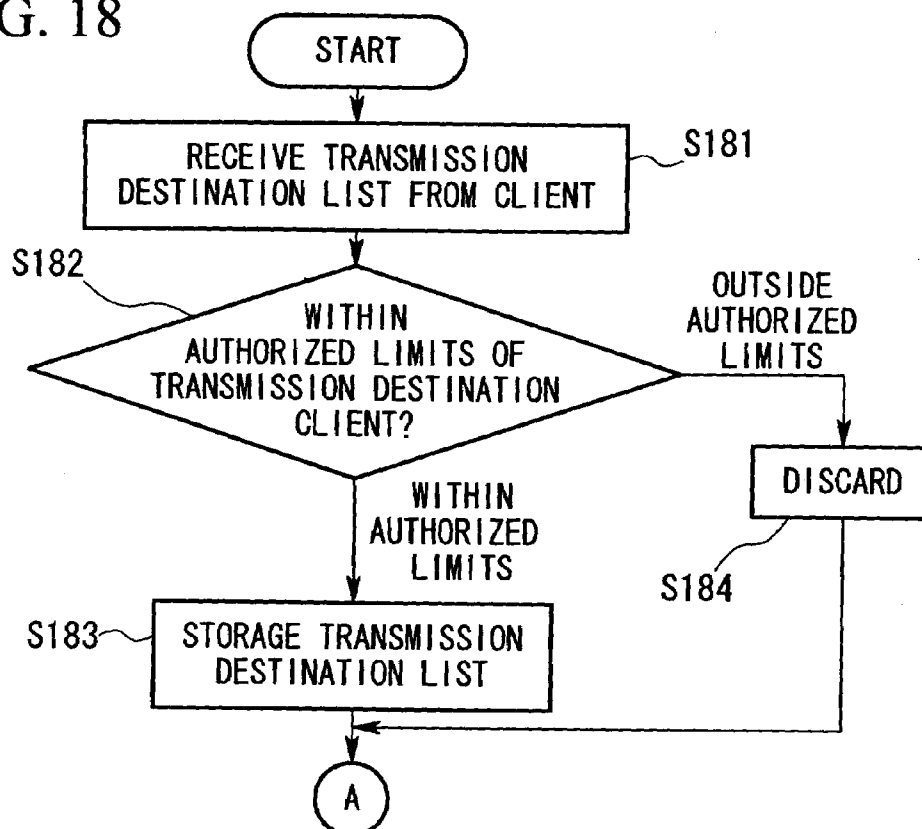 G. 18
START
RECEIVE TRANSMISSION
DESTINATION LIST FROM CLIENT
S181
S182
WITHIN
AUTHORIZED LIMITS OF
TRANSMISSION DESTINATION
CLIENT?
OUTSIDE
AUTHORIZED
LIMITS
DISCARD
S184
WITHIN
AUTHORIZED
LIMITS
S183
STORAGE TRANSMISSION
DESTINATION LIST
A